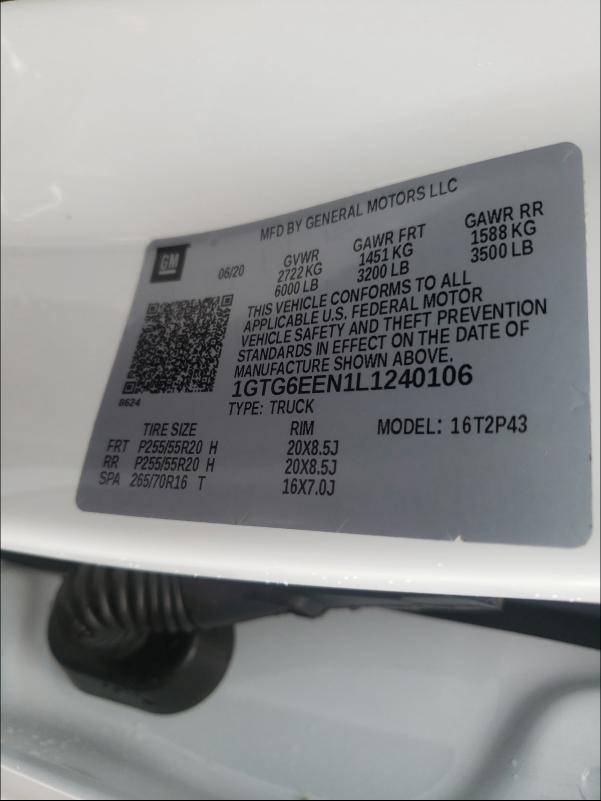 MFD BY GENERAL MOTORS LLC
GM
06/20
GVWR
2722 KG
6000 LB
GAWR FRT
1451 KG
3200 LB
GAWR RR
1588 KG
3500 LB
THIS VEHICLE CONFORMS TO ALL
APPLICABLE U.S. FEDERAL MOTOR
VEHICLE SAFETY AND THEFT PREVENTION
STANDARDS IN EFFECT ON THE DATE OF
MANUFACTURE SHOWN ABOVE.
8624
1GTG6EEN1L1240106
TYPE: TRUCK
MODEL: 16T2P43
TIRE SIZE RIM
FRT P255/55R20 H 20X8.5J
RR P255/55R20 H 20X8.5J
SPA 265/70R16 T 16X7.0J